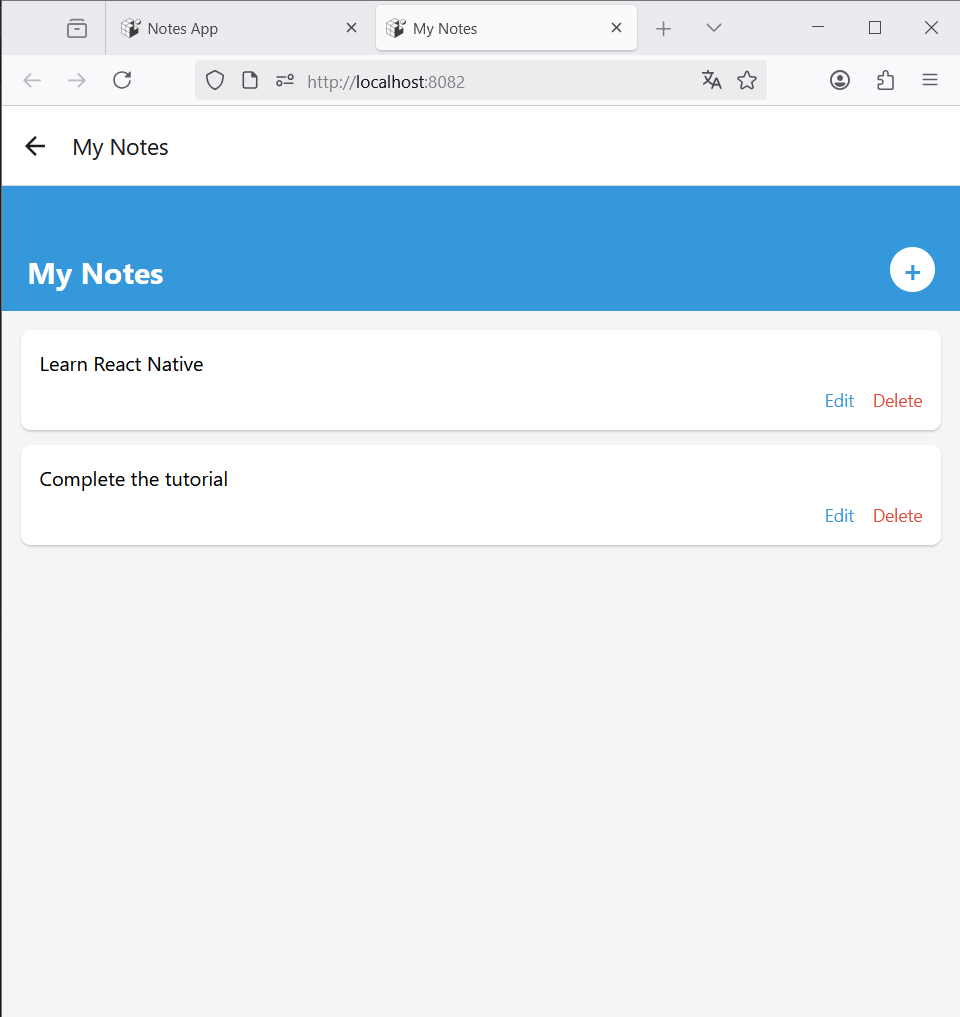 Notes App
My Notes
http://localhost:8082
My Notes
My Notes
+
Learn React Native
Edit Delete
Complete the tutorial
Edit Delete